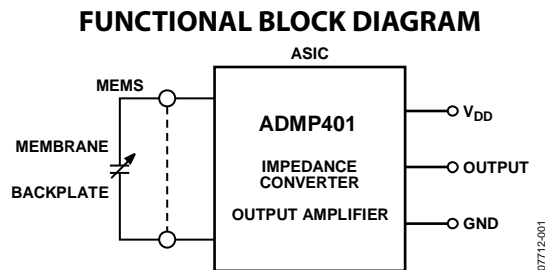 FUNCTIONAL BLOCK DIAGRAM
ASIC
MEMS
MEMBRANE
BACKPLATE
ADMP401
IMPEDANCE
CONVERTER
OUTPUT AMPLIFIER
VDD
OUTPUT
GND
07712-001